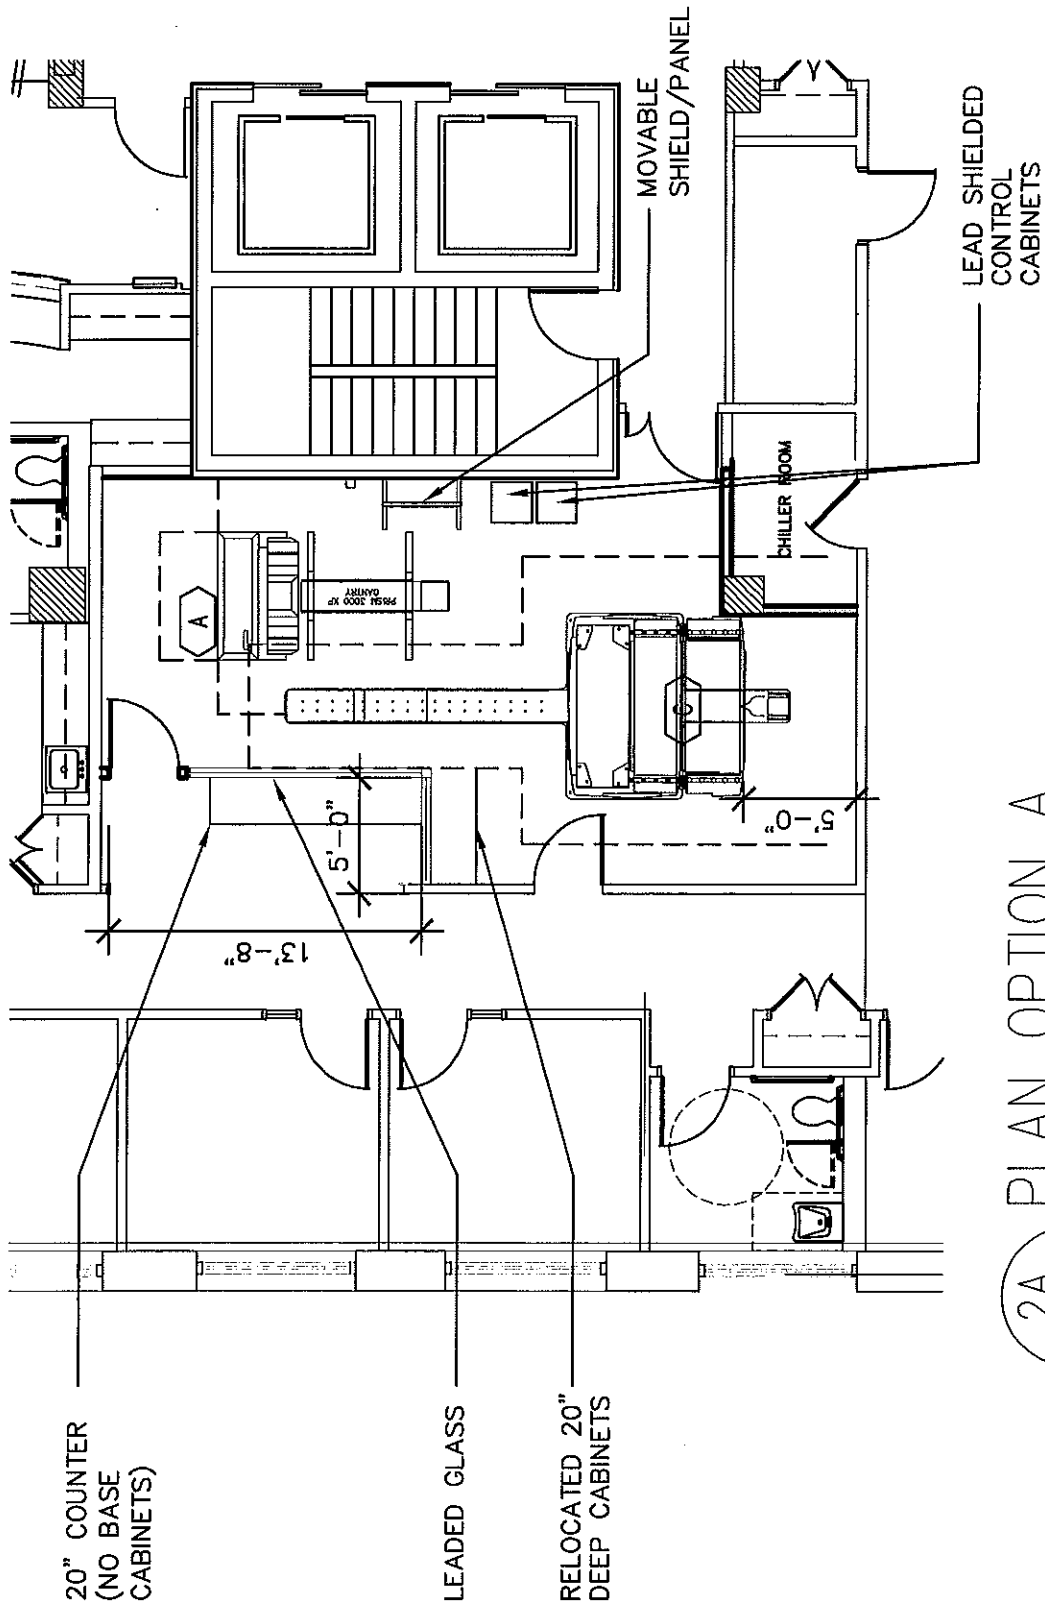 20" COUNTER
(NO BASE
CABINETS)
LEADED GLASS
RELOCATED 20"
DEEP CABINETS
13'-8"
5'-0"
5'-0"
A
PRISM 3000 XP
GANTRY
CHILLER ROOM
MOVABLE
SHIELD/PANEL
LEAD SHIELDED
CONTROL
CABINETS
2A
PLAN OPTION A